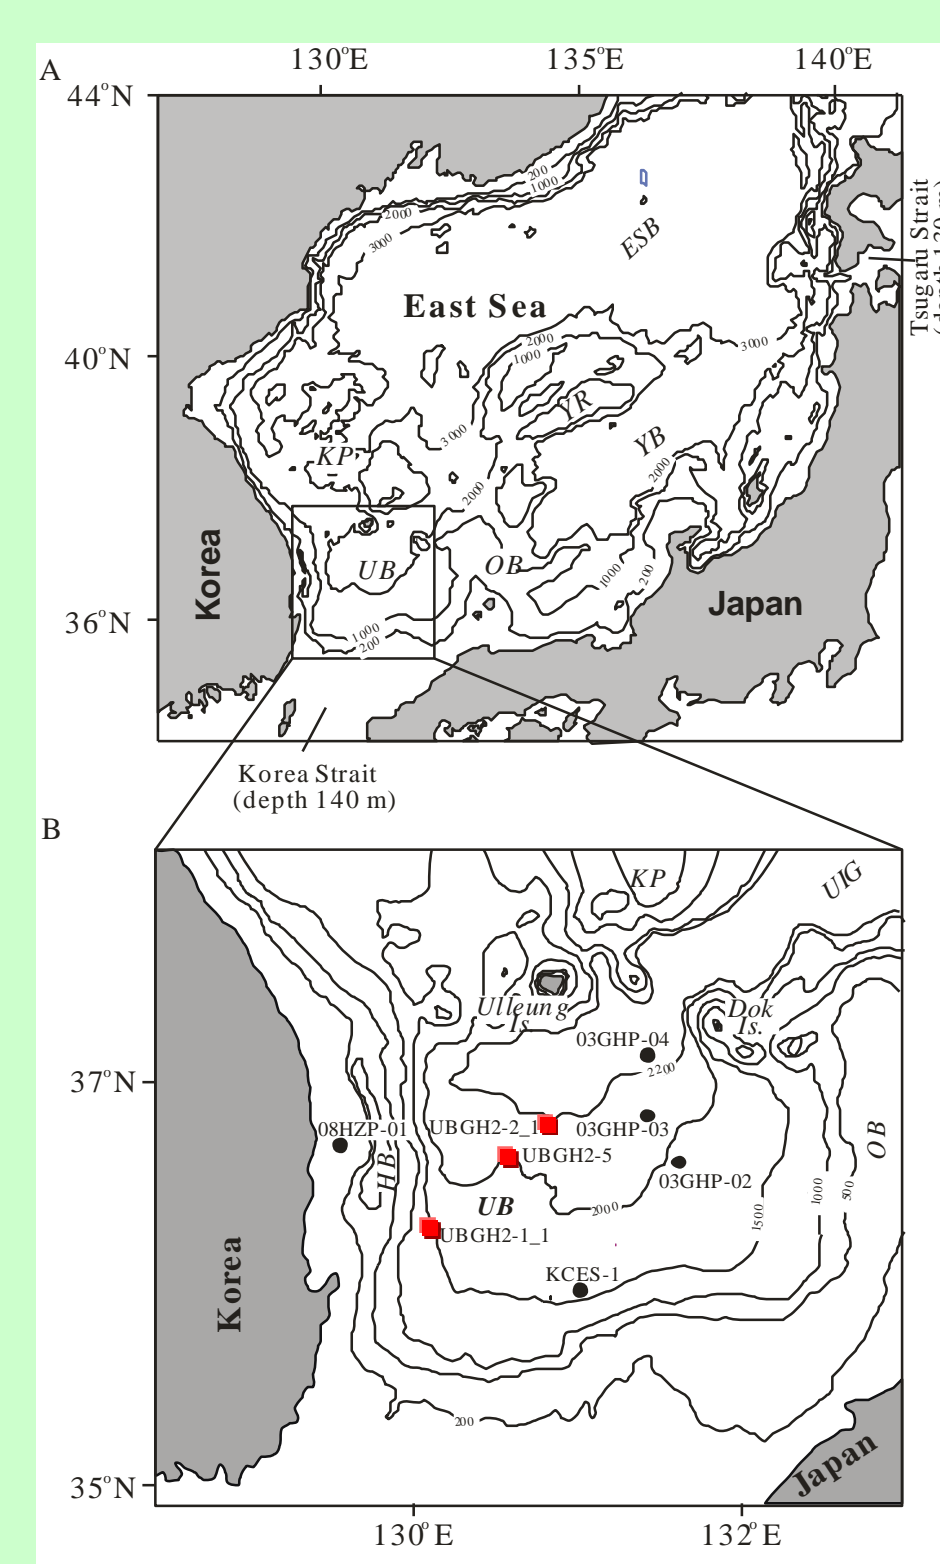 A
130°E
135°E
140°E
44°N
200
1000
2000
3000
ESB
Tsugaru Strait
East Sea
2000
1000
3000
40°N
YR
3000
YB
KP
2000
2000
Korea
UB
OB
1000
200
Japan
36°N
1000
200
Korea Strait
(depth 140 m)
B
KP
UIG
Ulleung
Is.
Dok
Is.
03GHP-04
2200
37°N
08HZP-01
UBGH2-2_1
03GHP-03
OB
UBGH2-5
HB
03GHP-02
1000
500
UB
2000
1500
UBGH2-1_1
Korea
KCES-1
200
Japan
35°N
130°E
132°E